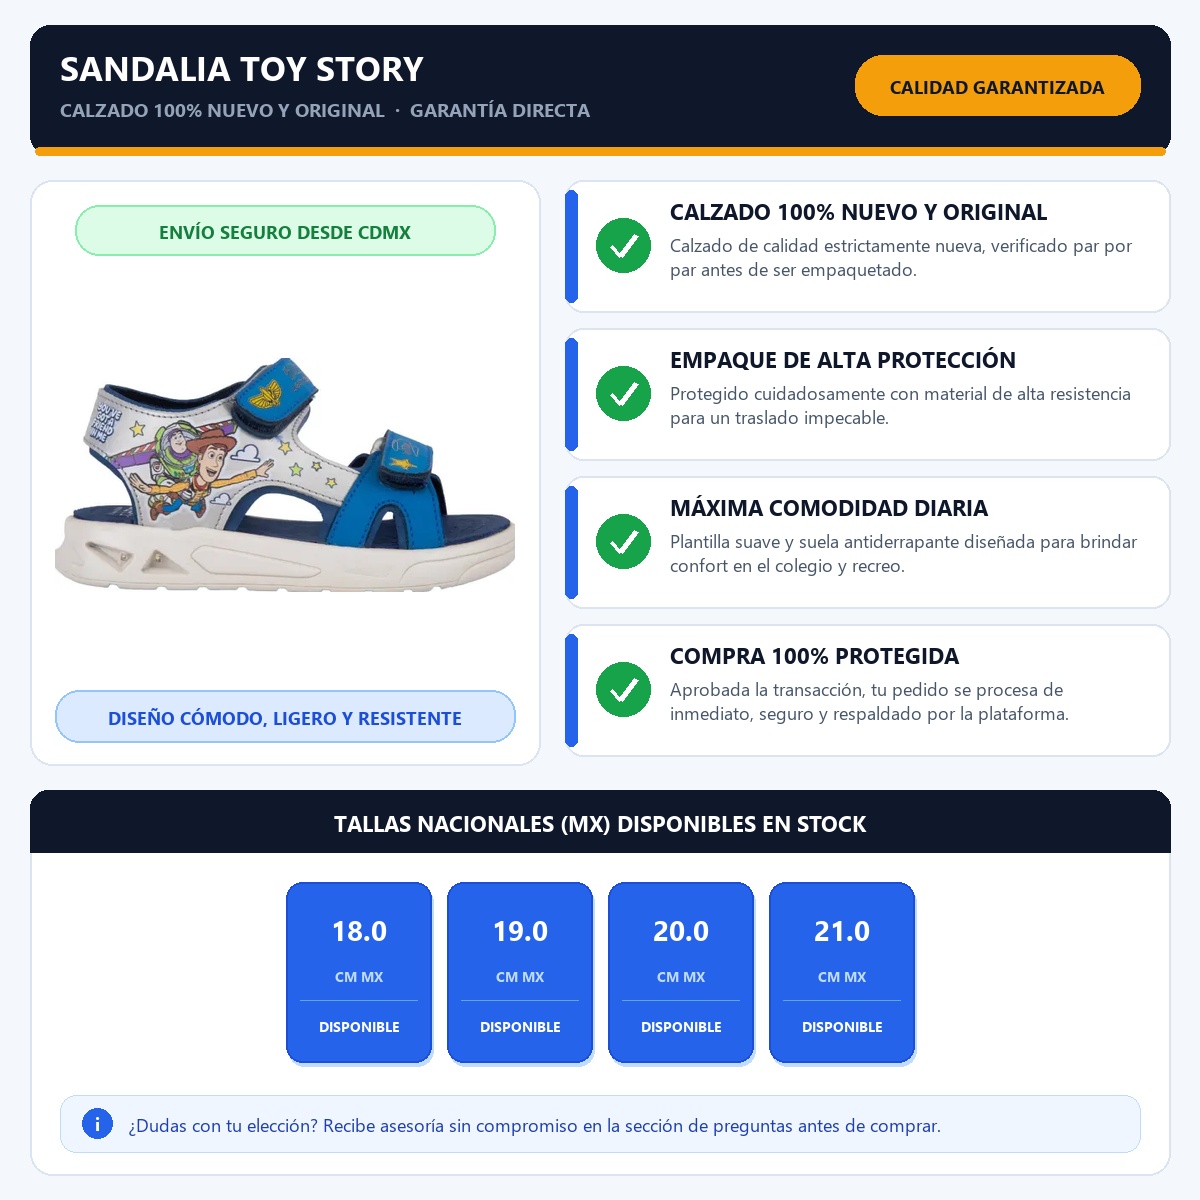 SANDALIA TOY STORY
CALZADO 100% NUEVO Y ORIGINAL · GARANTÍA DIRECTA
CALIDAD GARANTIZADA
ENVÍO SEGURO DESDE CDMX
YOU'VE
GOT A
FRIEND
IN ME
DISEÑO CÓMODO, LIGERO Y RESISTENTE
CALZADO 100% NUEVO Y ORIGINAL
Calzado de calidad estrictamente nueva, verificado par por
par antes de ser empaquetado.
EMPAQUE DE ALTA PROTECCIÓN
Protegido cuidadosamente con material de alta resistencia
para un traslado impecable.
MÁXIMA COMODIDAD DIARIA
Plantilla suave y suela antiderrapante diseñada para brindar
confort en el colegio y recreo.
COMPRA 100% PROTEGIDA
Aprobada la transacción, tu pedido se procesa de
inmediato, seguro y respaldado por la plataforma.
TALLAS NACIONALES (MX) DISPONIBLES EN STOCK
18.0
CM MX
DISPONIBLE
19.0
CM MX
DISPONIBLE
20.0
CM MX
DISPONIBLE
21.0
CM MX
DISPONIBLE
¿Dudas con tu elección? Recibe asesoría sin compromiso en la sección de preguntas antes de comprar.